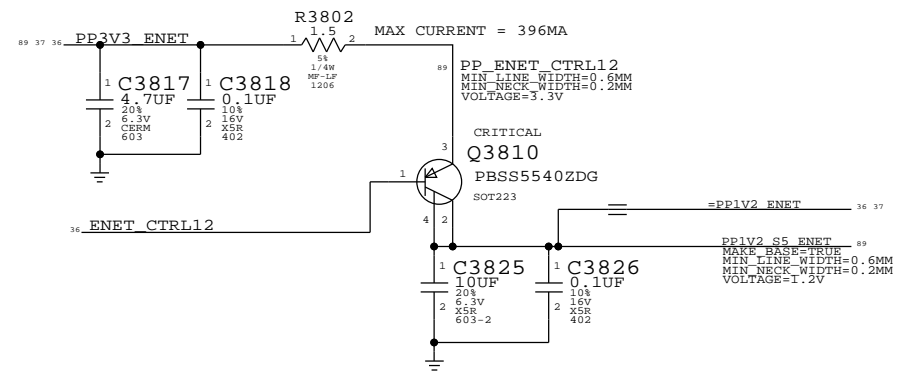 R3802
1.5
1 2
5%
1/4W
MF-LF
1206
MAX CURRENT = 396MA
89 37 36 PP3V3_ENET
89 PP_ENET_CTRL12
MIN_LINE_WIDTH=0.6MM
MIN_NECK_WIDTH=0.2MM
VOLTAGE=3.3V
1 C3817
4.7UF
20%
6.3V
2 CERM
603
1 C3818
0.1UF
10%
16V
2 X5R
402
CRITICAL
3 Q3810
1 PBSS5540ZDG
SOT223
4 2
36 ENET_CTRL12
=PP1V2_ENET 36 37
PP1V2_S5_ENET 89
MAKE_BASE=TRUE
MIN_LINE_WIDTH=0.6MM
MIN_NECK_WIDTH=0.2MM
VOLTAGE=1.2V
1 C3825
10UF
20%
6.3V
2 X5R
603-2
1 C3826
0.1UF
10%
16V
2 X5R
402